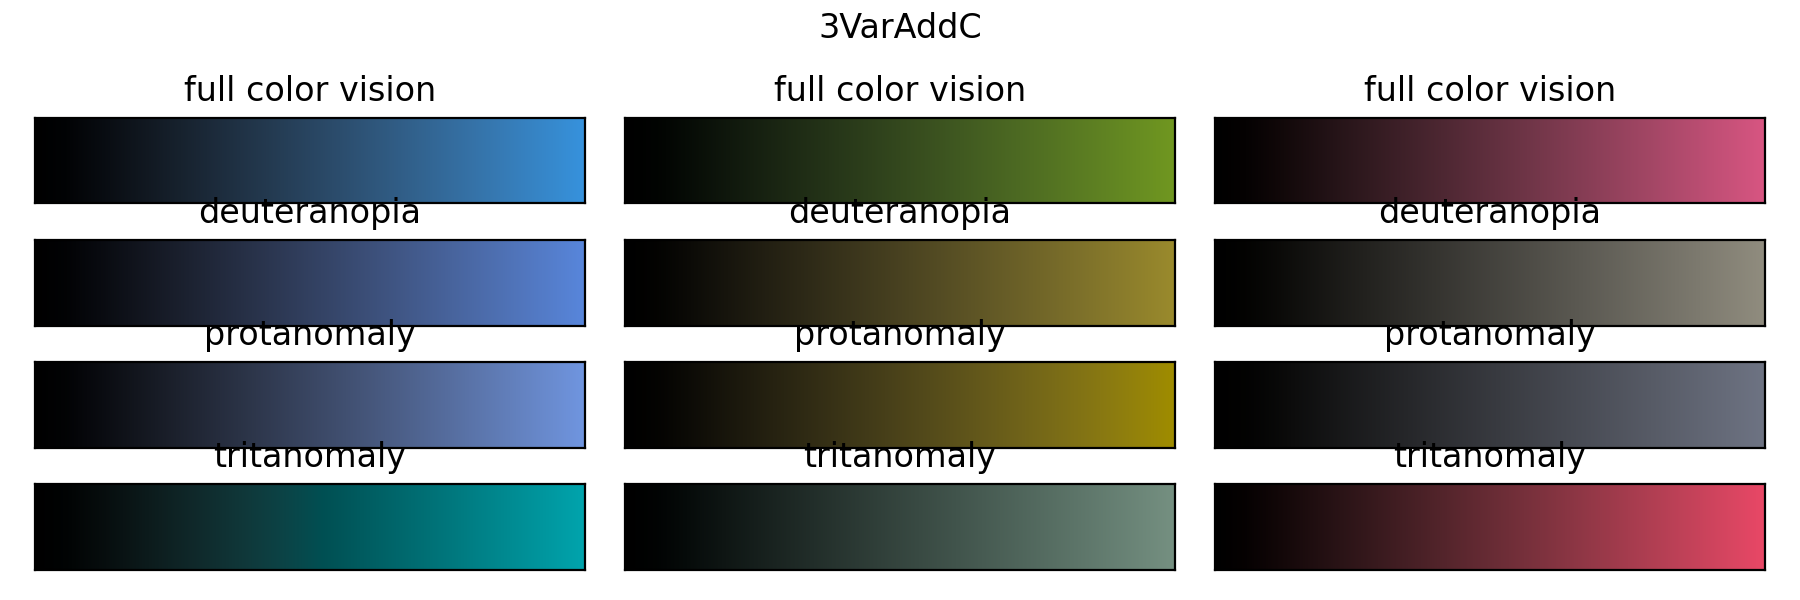 3VarAddC
full color vision full color vision full color vision
deuteranopia deuteranopia deuteranopia
protanomaly protanomaly protanomaly
tritanomaly tritanomaly tritanomaly